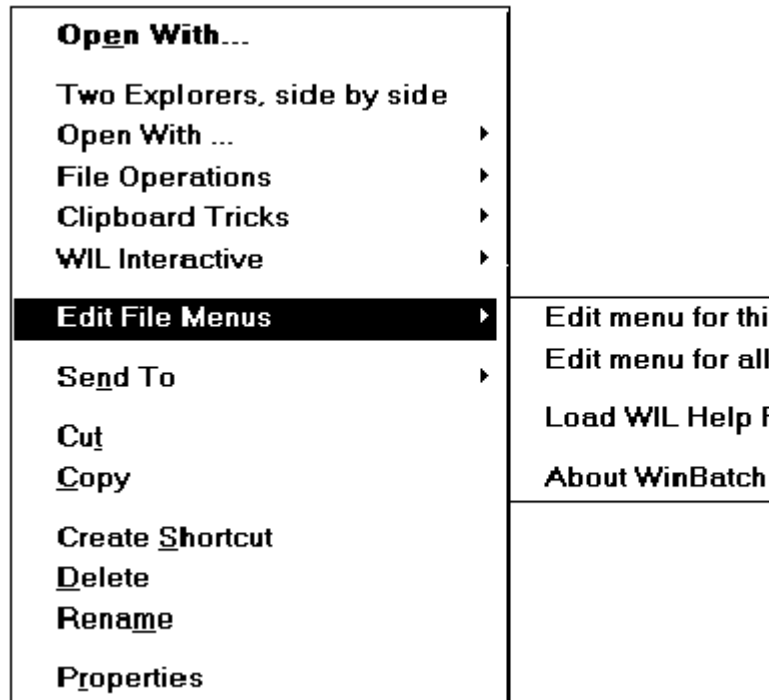 Open With...
Two Explorers, side by side
Open With ...
File Operations
Clipboard Tricks
WIL Interactive
Edit File Menus
Send To
Cut
Copy
Create Shortcut
Delete
Rename
Properties
Edit menu for
Edit menu for all
Load WIL Help
About WinBatch